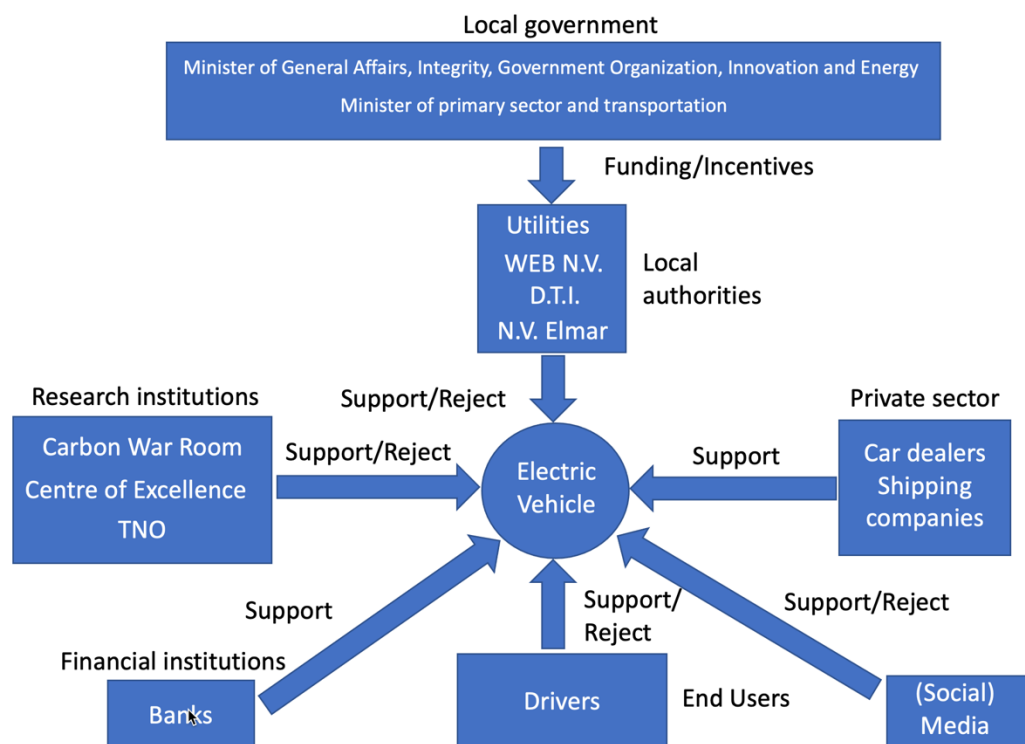 Local government
Minister of General Affairs, Integrity, Government Organization, Innovation and Energy
Minister of primary sector and transportation
Funding/Incentives
Utilities
WEB N.V.
D.T.I.
N.V. Elmar
Local
authorities
Support/Reject
Research institutions
Carbon War Room
Centre of Excellence
TNO
Support/Reject
Electric
Vehicle
Support
Private sector
Car dealers
Shipping
companies
Support
Financial institutions
Banks
Support/
Reject
Drivers
End Users
Support/Reject
(Social)
Media